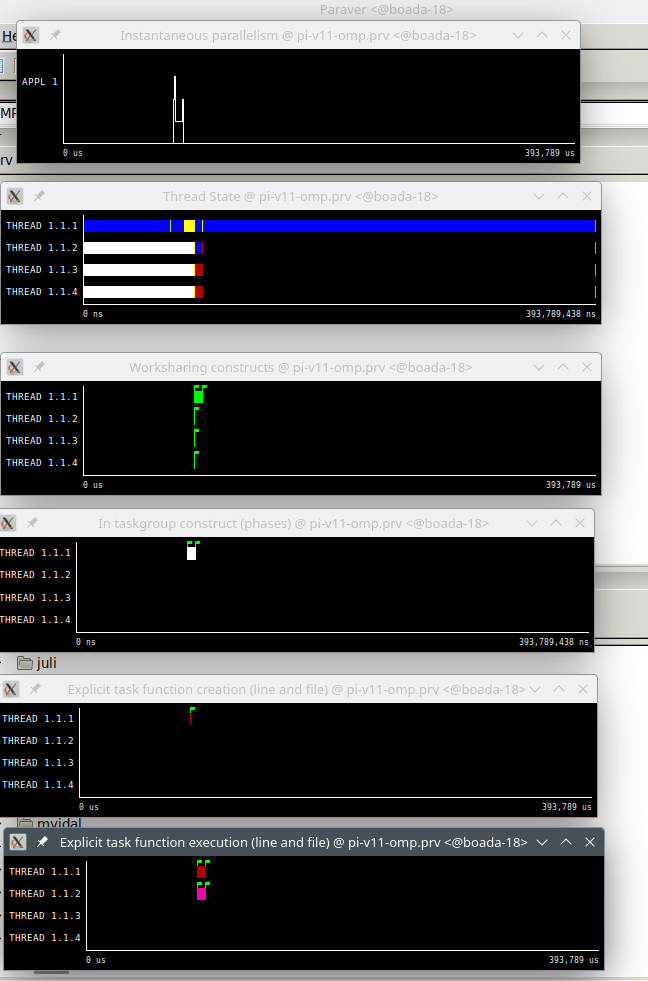 Paraver <@boada-18>
He
Instantaneous parallelism @ pi-v11-omp.prv <@boada-18>
APPL 1
0 us 393,789 us
rv
Thread State @ pi-v11-omp.prv <@boada-18>
THREAD 1.1.1
THREAD 1.1.2
THREAD 1.1.3
THREAD 1.1.4
0 ns 393,789,438 ns
Worksharing constructs @ pi-v11-omp.prv <@boada-18>
THREAD 1.1.1
THREAD 1.1.2
THREAD 1.1.3
THREAD 1.1.4
0 us 393,789 us
In taskgroup construct (phases) @ pi-v11-omp.prv <@boada-18>
THREAD 1.1.1
THREAD 1.1.2
THREAD 1.1.3
THREAD 1.1.4
0 ns 393,789,438 ns
juli
Explicit task function creation (line and file) @ pi-v11-omp.prv <@boada-18>
THREAD 1.1.1
THREAD 1.1.2
THREAD 1.1.3
THREAD 1.1.4
0 us 393,789 us
mvidal
Explicit task function execution (line and file) @ pi-v11-omp.prv <@boada-18>
THREAD 1.1.1
THREAD 1.1.2
THREAD 1.1.3
THREAD 1.1.4
0 us 393,789 us